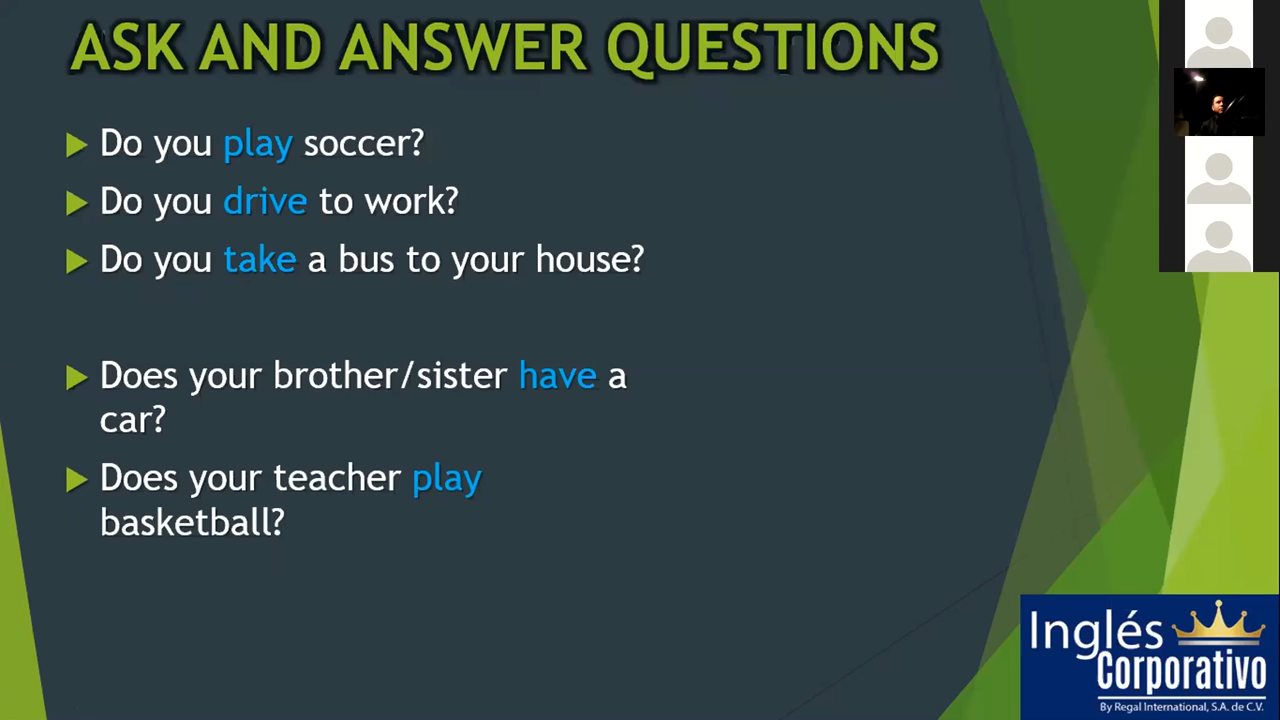 ASK AND ANSWER QUESTIONS
Do you play soccer?
Do you drive to work?
Do you take a bus to your house?
Does your brother/sister have a
car?
Does your teacher play
basketball?
Inglés
Corporativo
By Regal International, S.A. de C.V.